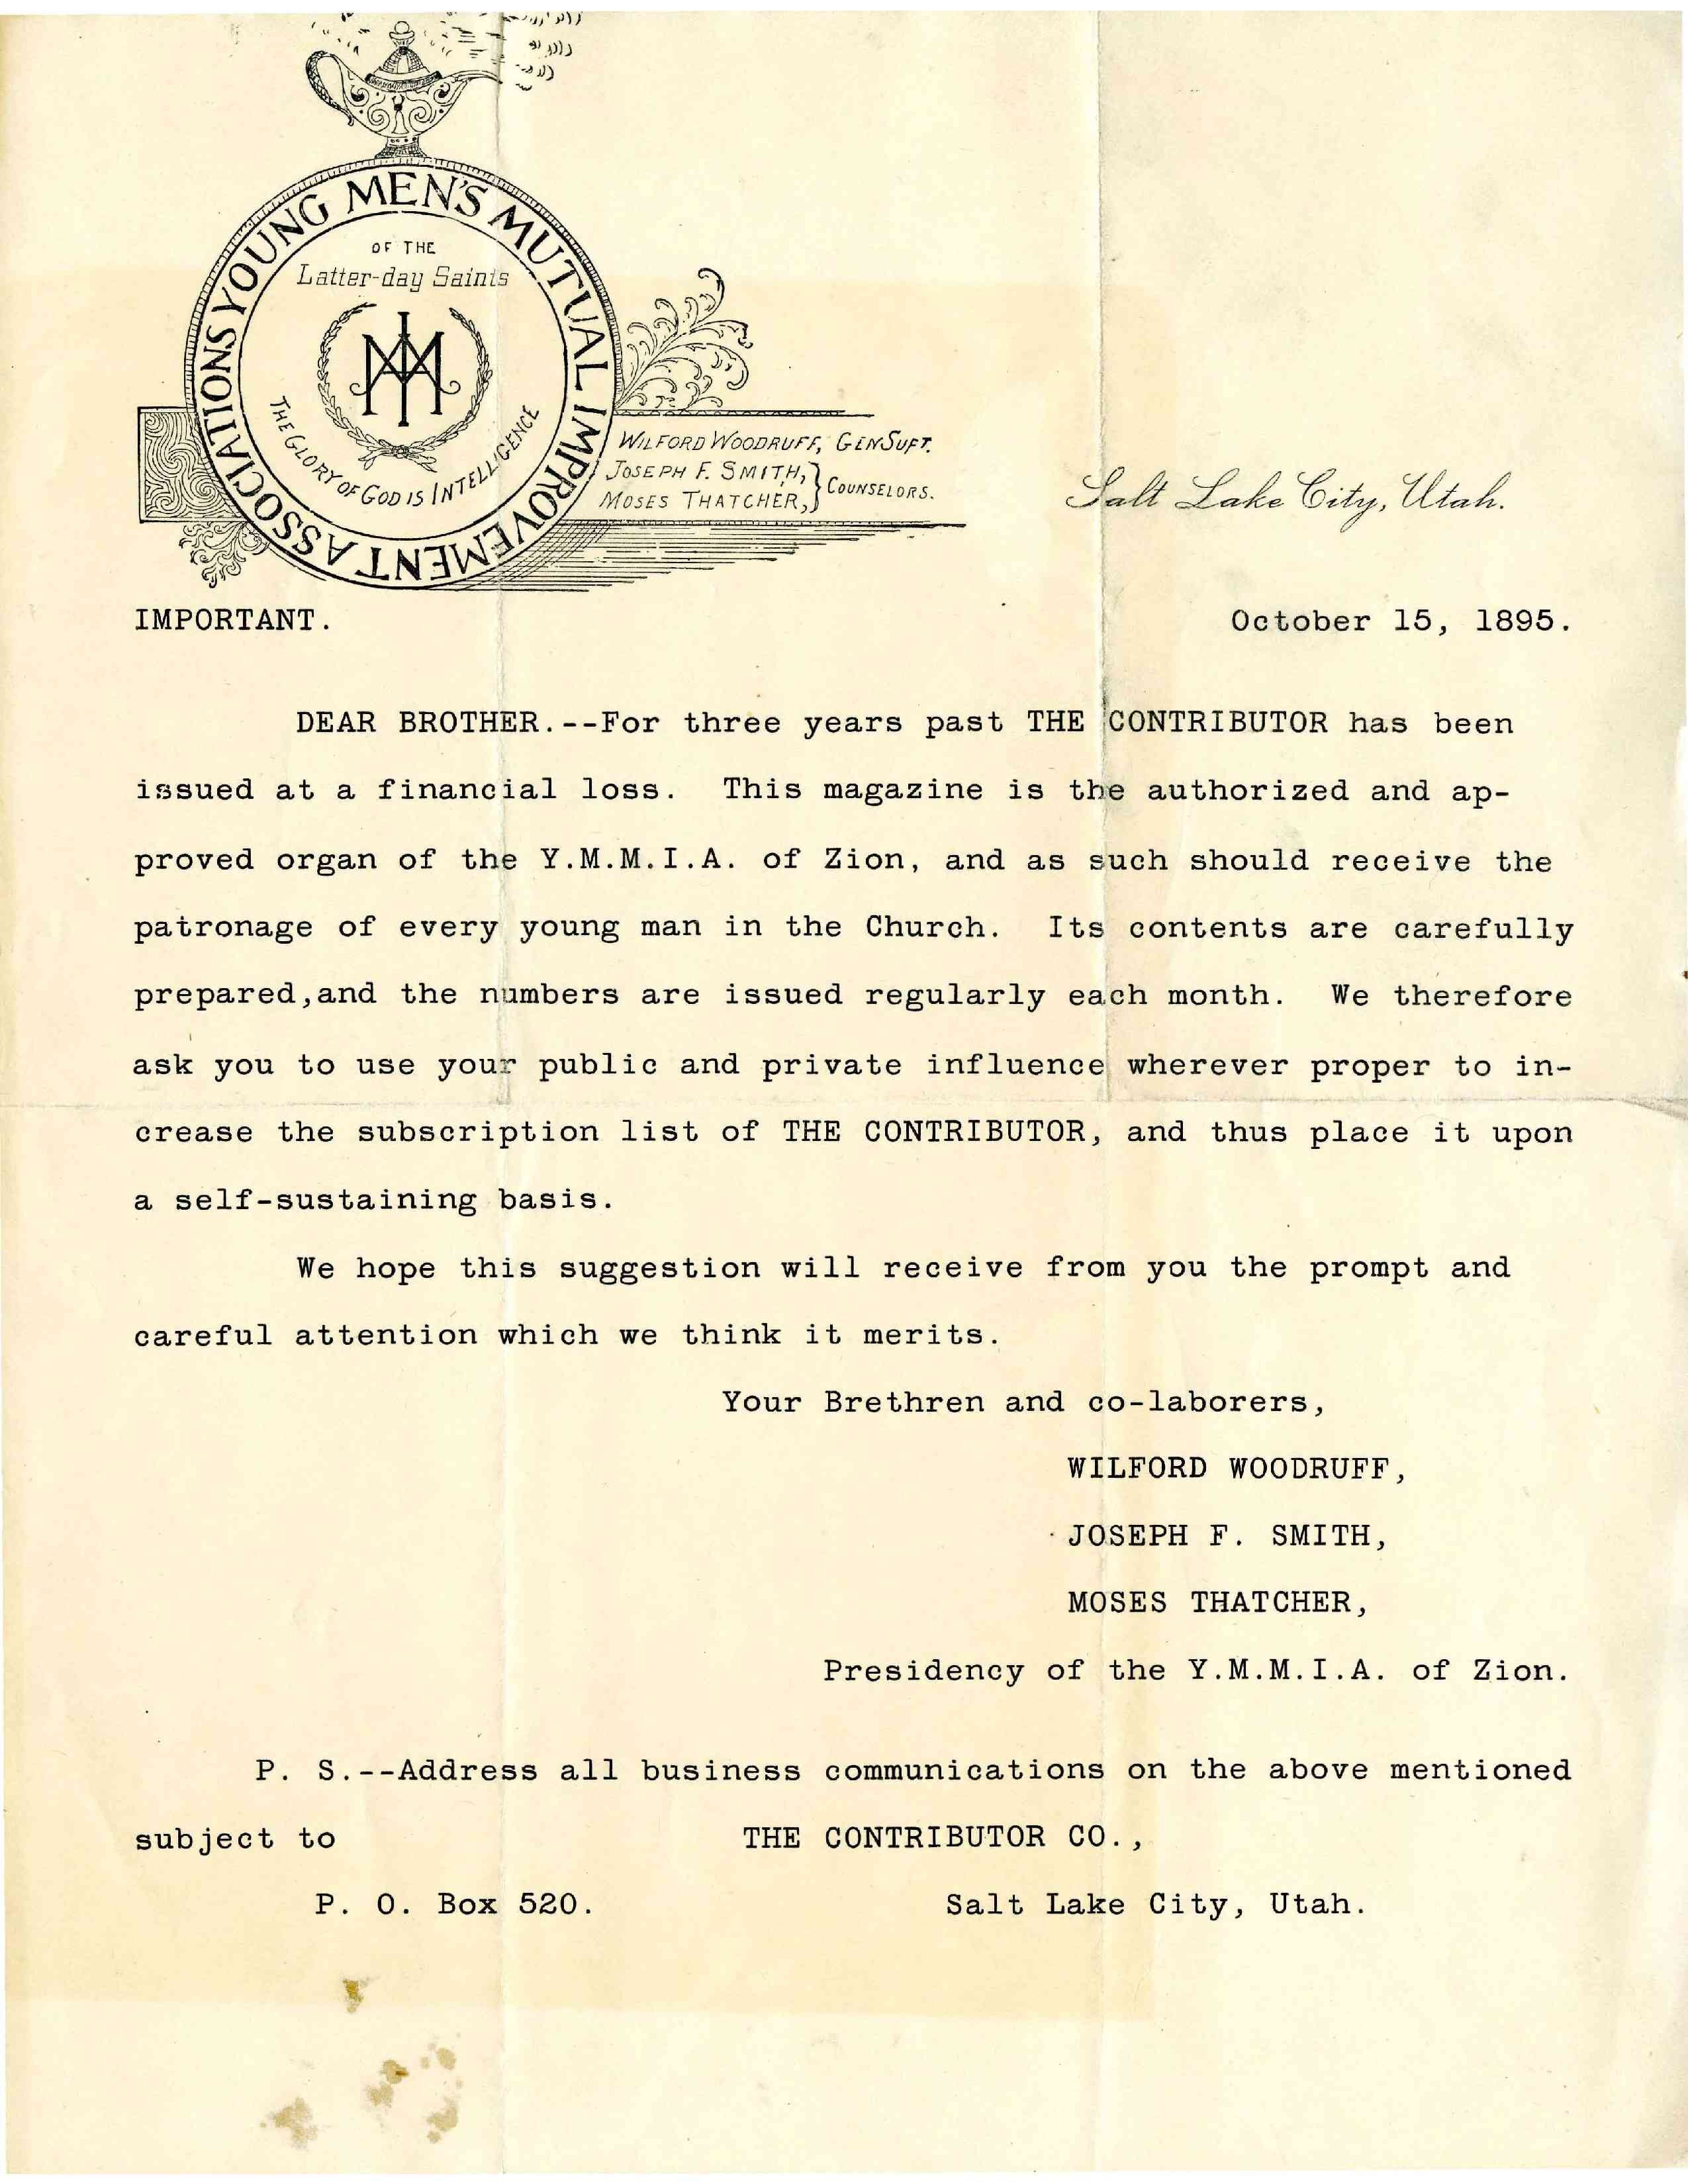 YOUNG MEN'S MUTUAL IMPROVEMENT ASSOCIATIONS
OF THE
Latter-day Saints
MIA
THE GLORY OF GOD IS INTELLIGENCE
WILFORD WOODRUFF, GEN SUPT.
JOSEPH F. SMITH,
MOSES THATCHER,
} COUNSELORS.
Salt Lake City, Utah.
IMPORTANT.
October 15, 1895.
DEAR BROTHER.--For three years past THE CONTRIBUTOR has been
issued at a financial loss. This magazine is the authorized and ap-
proved organ of the Y.M.M.I.A. of Zion, and as such should receive the
patronage of every young man in the Church. Its contents are carefully
prepared,and the numbers are issued regularly each month. We therefore
ask you to use your public and private influence wherever proper to in-
crease the subscription list of THE CONTRIBUTOR, and thus place it upon
a self-sustaining basis.
We hope this suggestion will receive from you the prompt and
careful attention which we think it merits.
Your Brethren and co-laborers,
WILFORD WOODRUFF,
JOSEPH F. SMITH,
MOSES THATCHER,
Presidency of the Y.M.M.I.A. of Zion.
P. S.--Address all business communications on the above mentioned
subject to THE CONTRIBUTOR CO.,
P. O. Box 520. Salt Lake City, Utah.